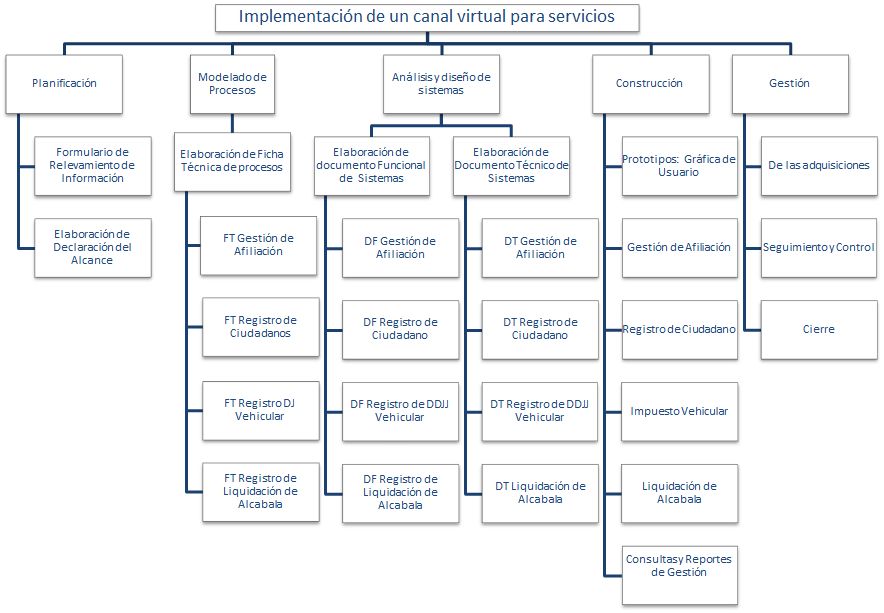 Implementación de un canal virtual para servicios
Planificación
Formulario de
Relevamiento de
Información
Elaboración de
Declaración del
Alcance
Modelado de
Procesos
Elaboración de Ficha
Técnica de procesos
FT Gestión de
Afiliación
FT Registro de
Ciudadanos
FT Registro DJ
Vehicular
FT Registro de
Liquidación de
Alcabala
Análisis y diseño de
sistemas
Elaboración de
documento Funcional
de Sistemas
DF Gestión de
Afiliación
DF Registro de
Ciudadano
DF Registro de DDJJ
Vehicular
DF Registro de
Liquidación de
Alcabala
Elaboración de
Documento Técnico de
Sistemas
DT Gestión de
Afiliación
DT Registro de
Ciudadano
DT Registro de DDJJ
Vehicular
DT Liquidación de
Alcabala
Construcción
Prototipos: Gráfica de
Usuario
Gestión de Afiliación
Registro de Ciudadano
Impuesto Vehicular
Liquidación de
Alcabala
Consultas y Reportes
de Gestión
Gestión
De las adquisiciones
Seguimiento y Control
Cierre